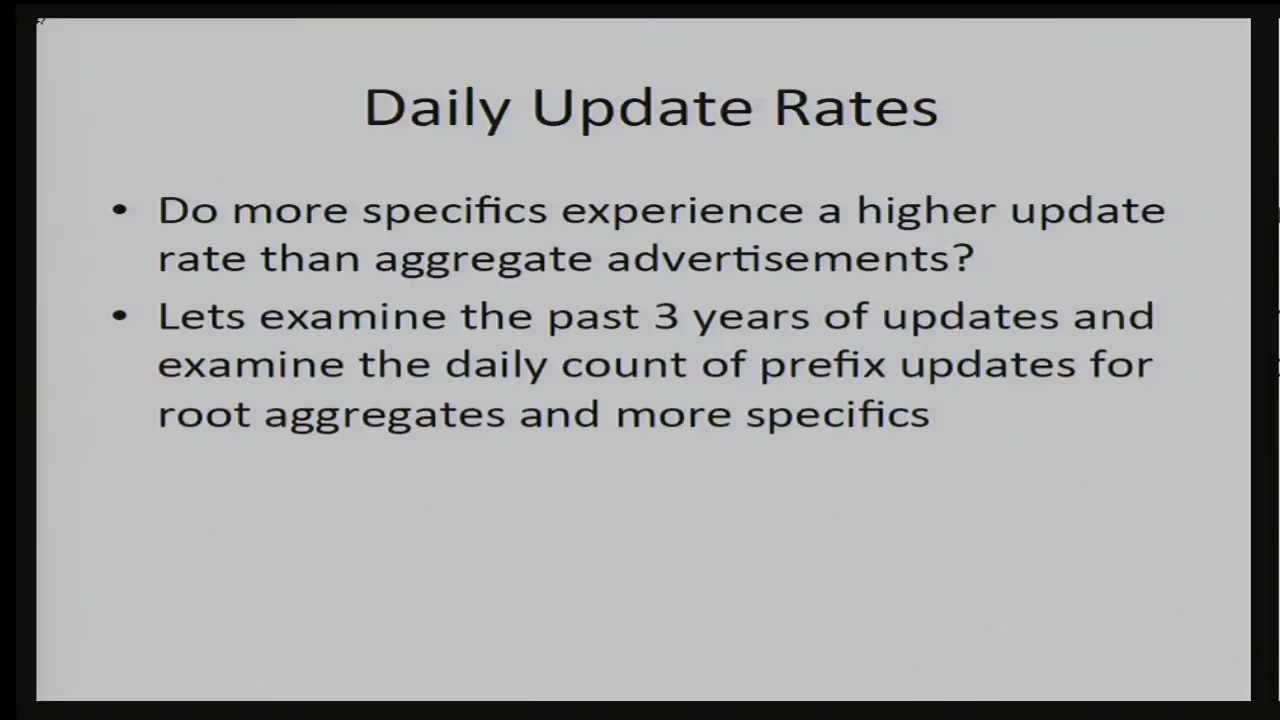 Daily Update Rates
• Do more specifics experience a higher update
rate than aggregate advertisements?
• Lets examine the past 3 years of updates and
examine the daily count of prefix updates for
root aggregates and more specifics